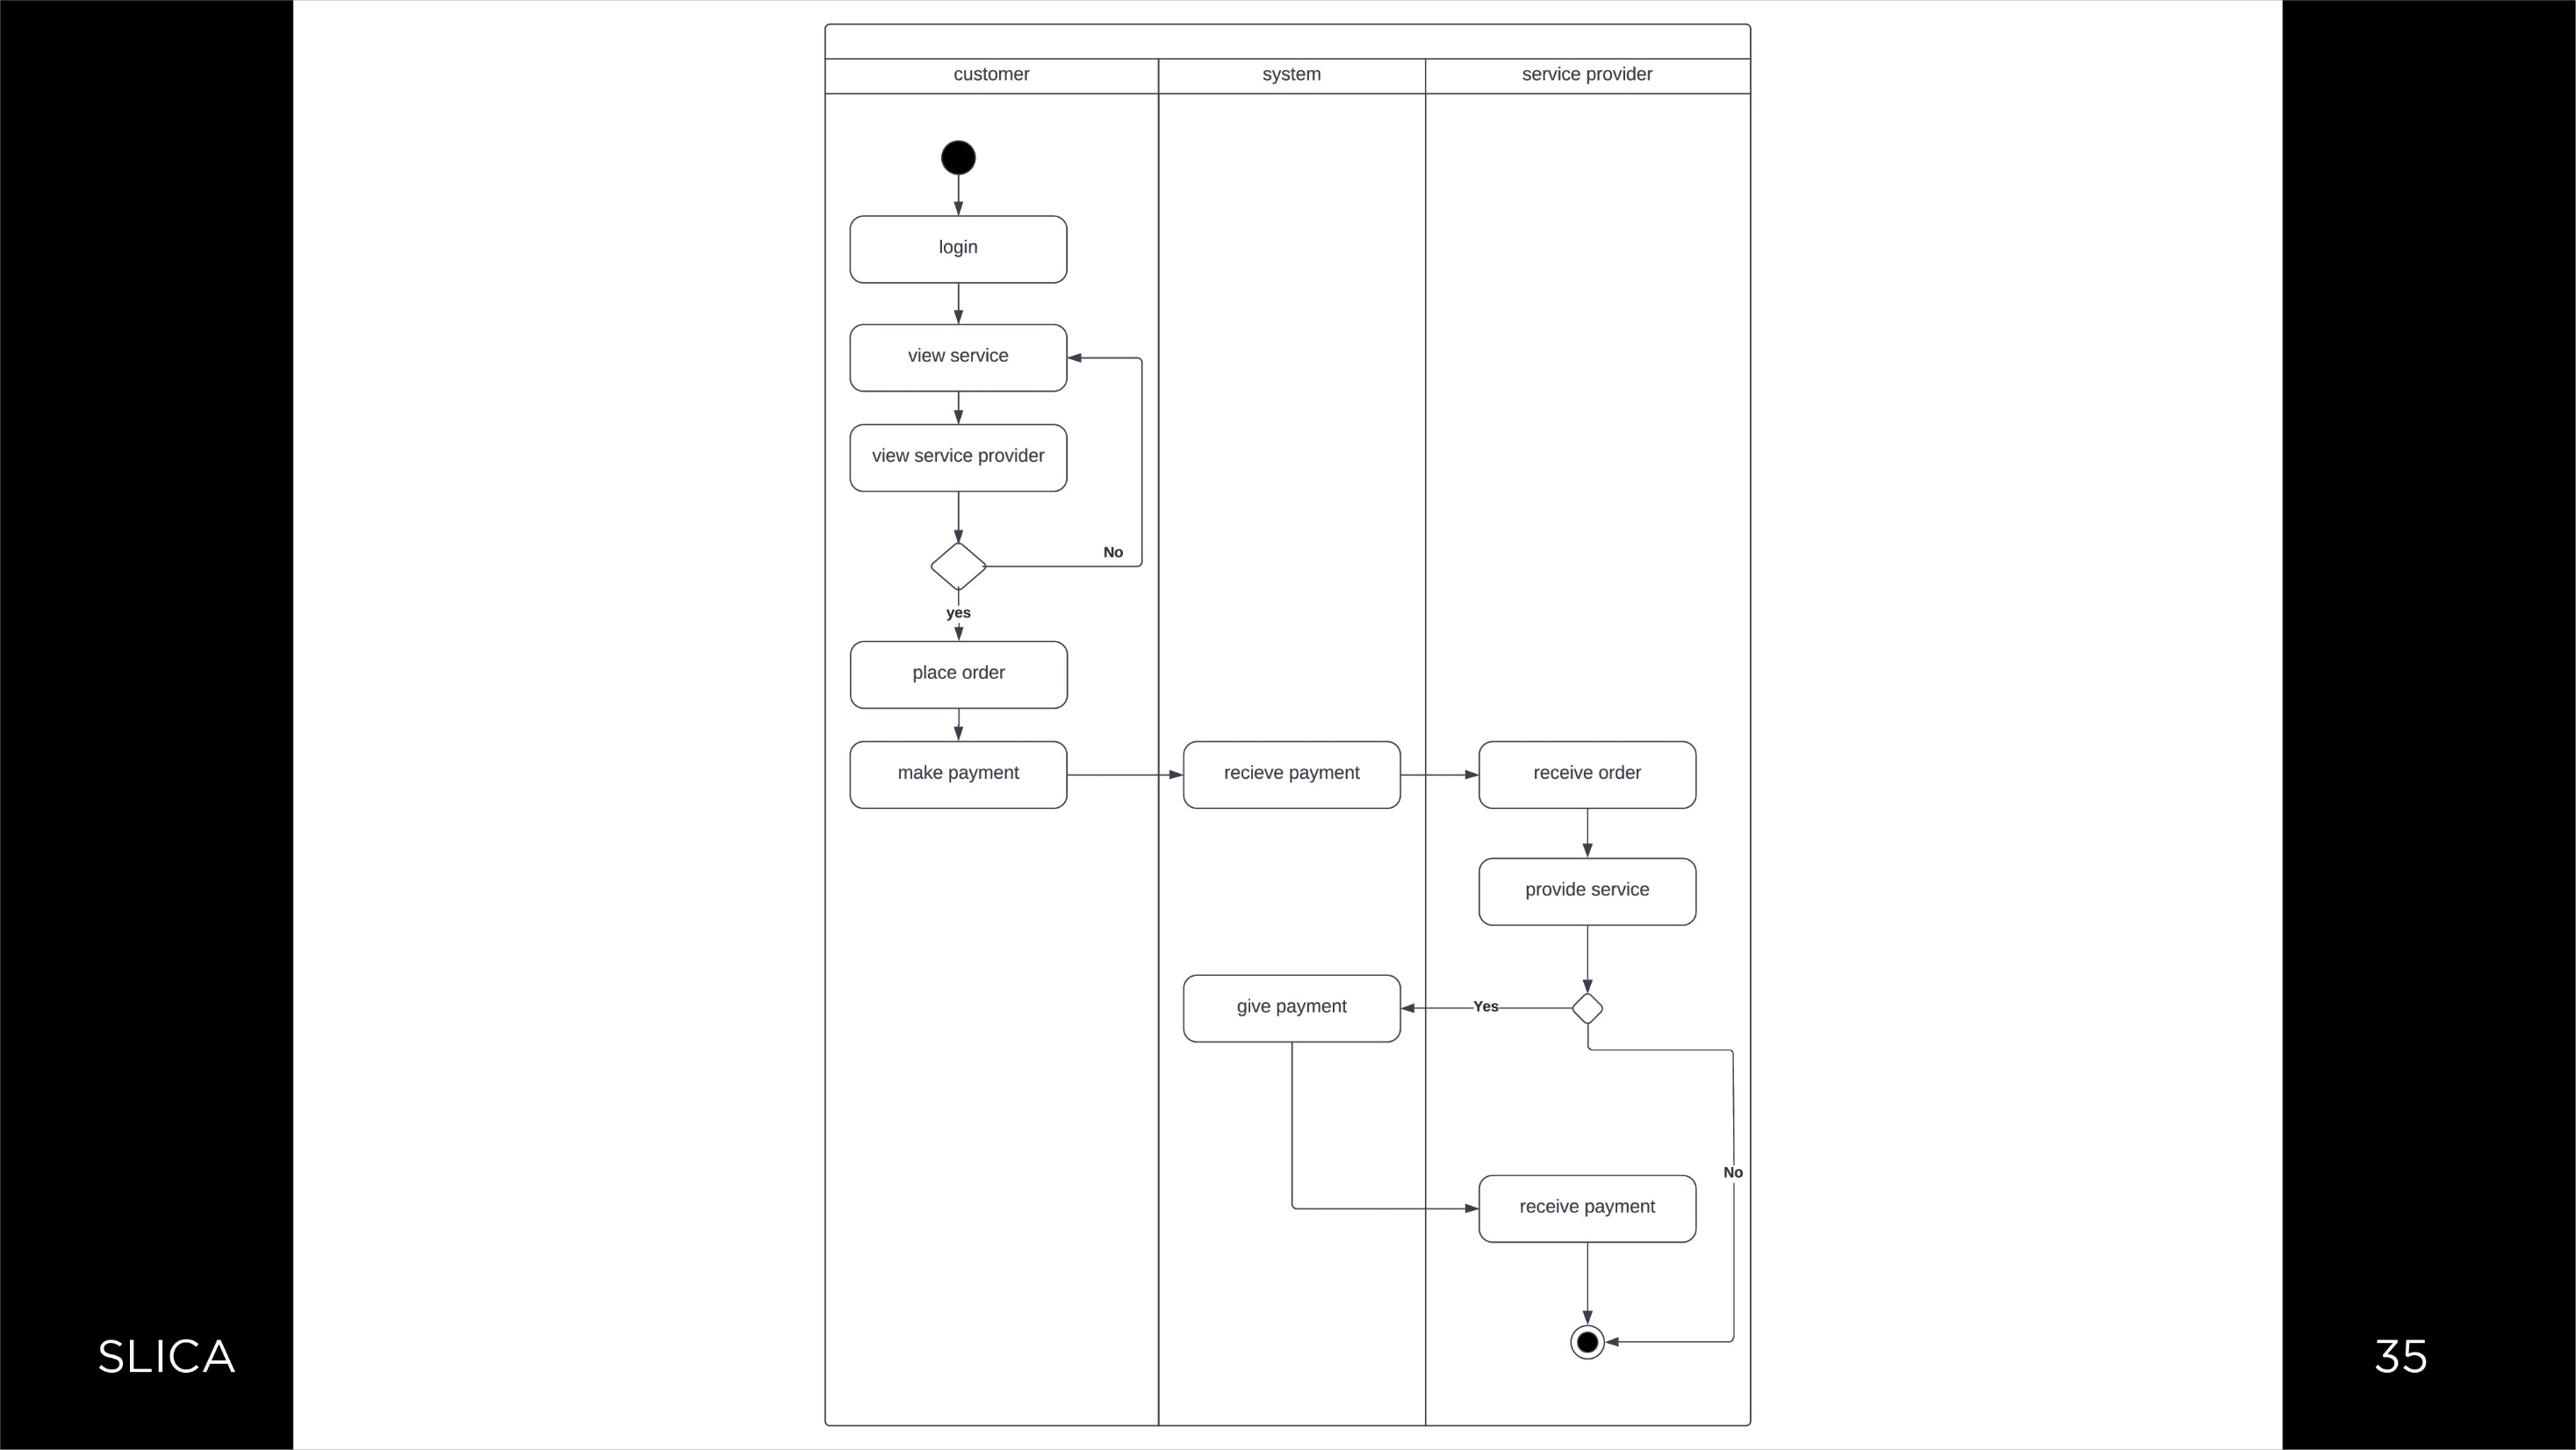 customer
system
service provider
login
view service
view service provider
No
yes
place order
make payment
recieve payment
receive order
provide service
give payment
Yes
No
receive payment
SLICA
35